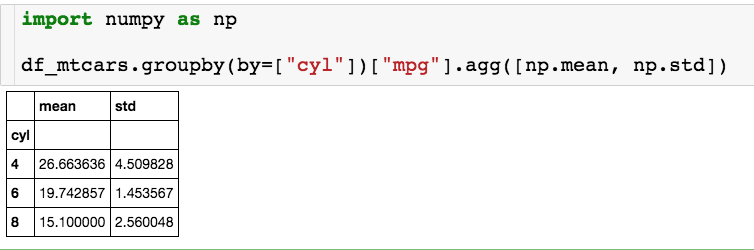 import numpy as np
df_mtcars.groupby(by=["cyl"])["mpg"].agg([np.mean, np.std])
mean std
cyl
4 26.663636 4.509828
6 19.742857 1.453567
8 15.100000 2.560048